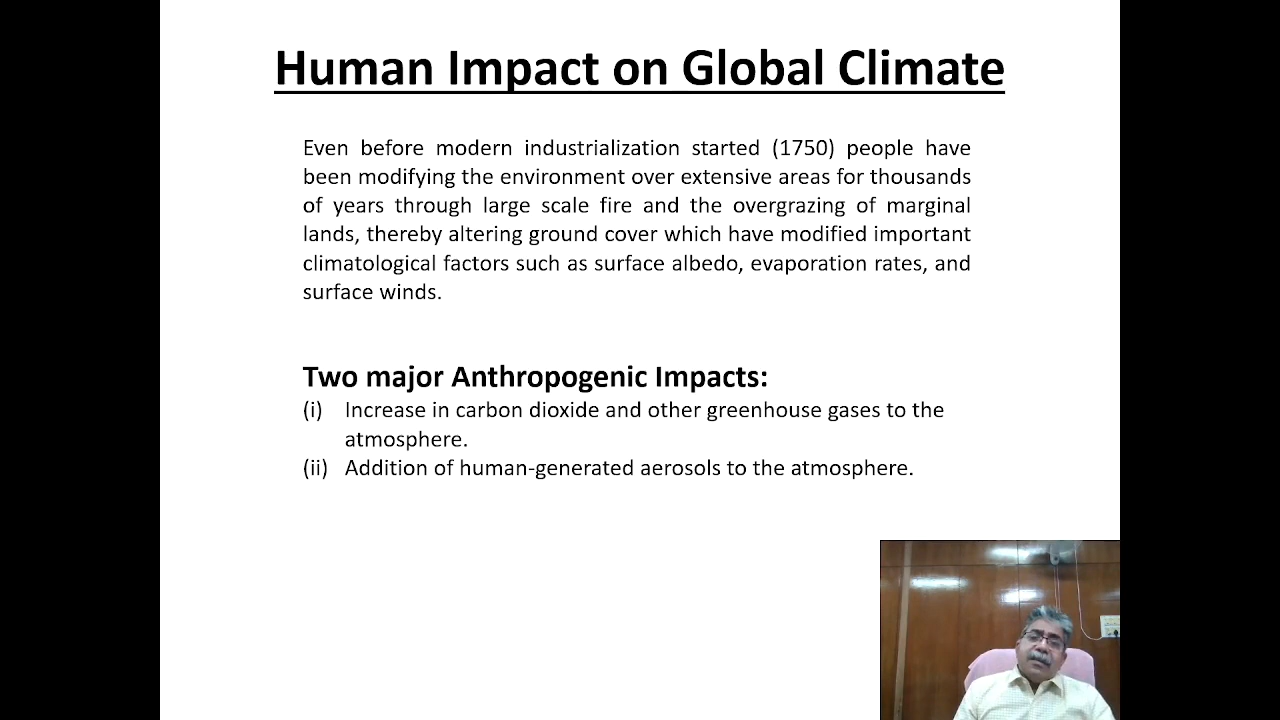 Human Impact on Global Climate
Even before modern industrialization started (1750) people have
been modifying the environment over extensive areas for thousands
of years through large scale fire and the overgrazing of marginal
lands, thereby altering ground cover which have modified important
climatological factors such as surface albedo, evaporation rates, and
surface winds.
Two major Anthropogenic Impacts:
(i) Increase in carbon dioxide and other greenhouse gases to the
atmosphere.
(ii) Addition of human-generated aerosols to the atmosphere.